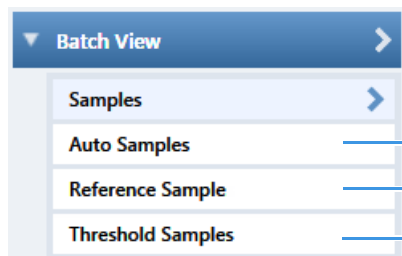 Batch View
Samples
Auto Samples
Reference Sample
Threshold Samples